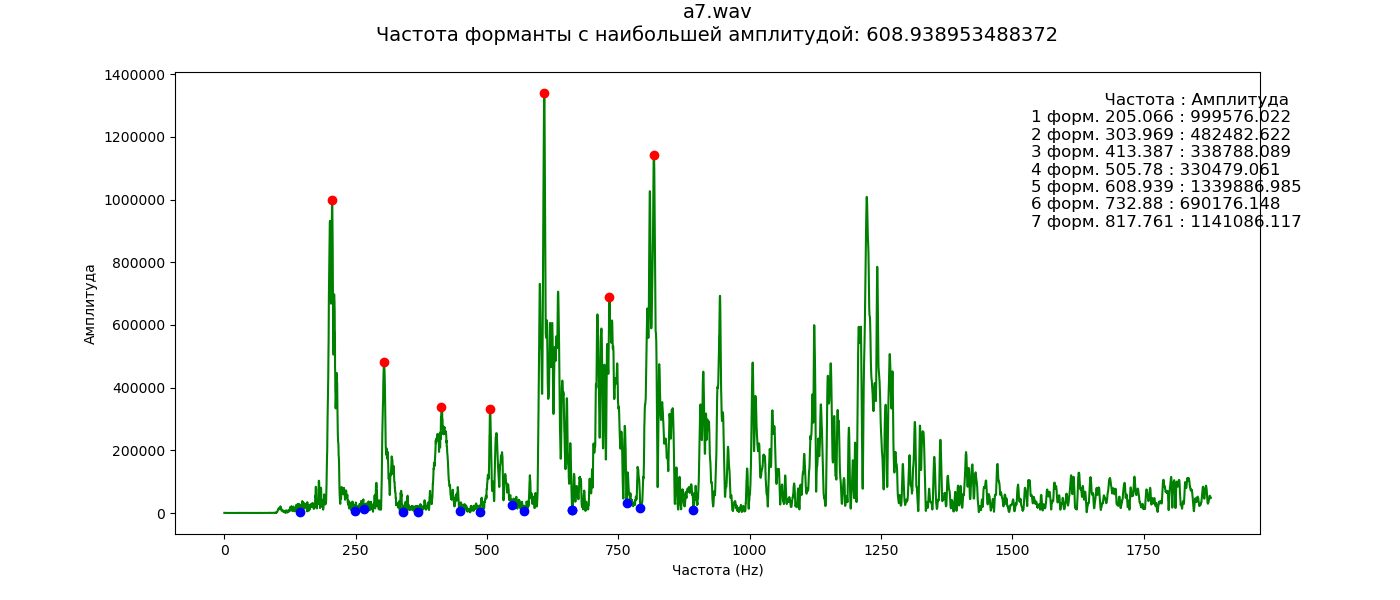 a7.wav
Частота форманты с наибольшей амплитудой: 608.938953488372
Частота : Амплитуда
1 форм. 205.066 : 999576.022
2 форм. 303.969 : 482482.622
3 форм. 413.387 : 338788.089
4 форм. 505.78 : 330479.061
5 форм. 608.939 : 1339886.985
6 форм. 732.88 : 690176.148
7 форм. 817.761 : 1141086.117
1400000
1200000
1000000
800000
600000
400000
200000
0
Амплитуда
0 250 500 750 1000 1250 1500 1750
Частота (Hz)